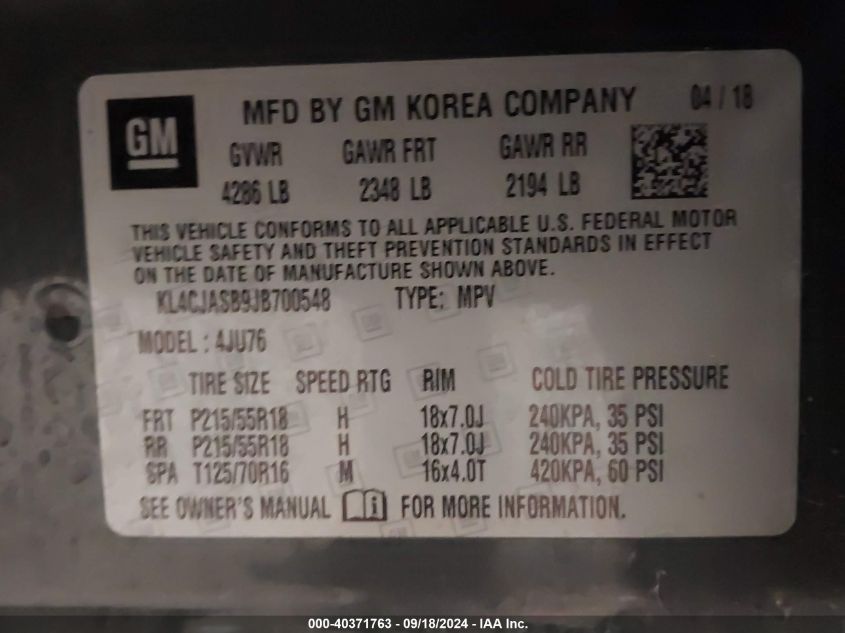 GM
MFD BY GM KOREA COMPANY 04 / 18
GVWR GAWR FRT GAWR RR
4286 LB 2348 LB 2194 LB
THIS VEHICLE CONFORMS TO ALL APPLICABLE U.S. FEDERAL MOTOR
VEHICLE SAFETY AND THEFT PREVENTION STANDARDS IN EFFECT
ON THE DATE OF MANUFACTURE SHOWN ABOVE.
KL4CJASB9JB700548 TYPE: MPV
MODEL : 4JU76
TIRE SIZE SPEED RTG RIM COLD TIRE PRESSURE
FRT P215/55R18 H 18x7.0J 240KPA, 35 PSI
RR P215/55R18 H 18x7.0J 240KPA, 35 PSI
SPA T125/70R16 M 16x4.0T 420KPA, 60 PSI
SEE OWNER'S MANUAL i FOR MORE INFORMATION.
000-40371763 - 09/18/2024 - IAA Inc.